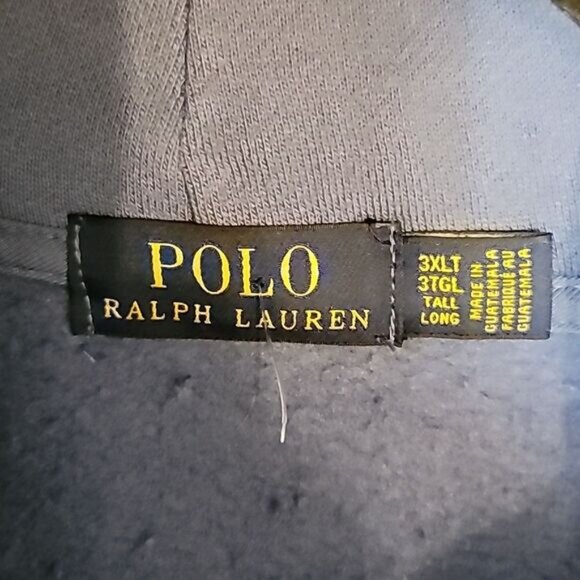 POLO
RALPH LAUREN
3XLT
3TGL
TALL
LONG
MADE IN
GUATEMALA
FABRIQUÉ AU
GUATEMALA